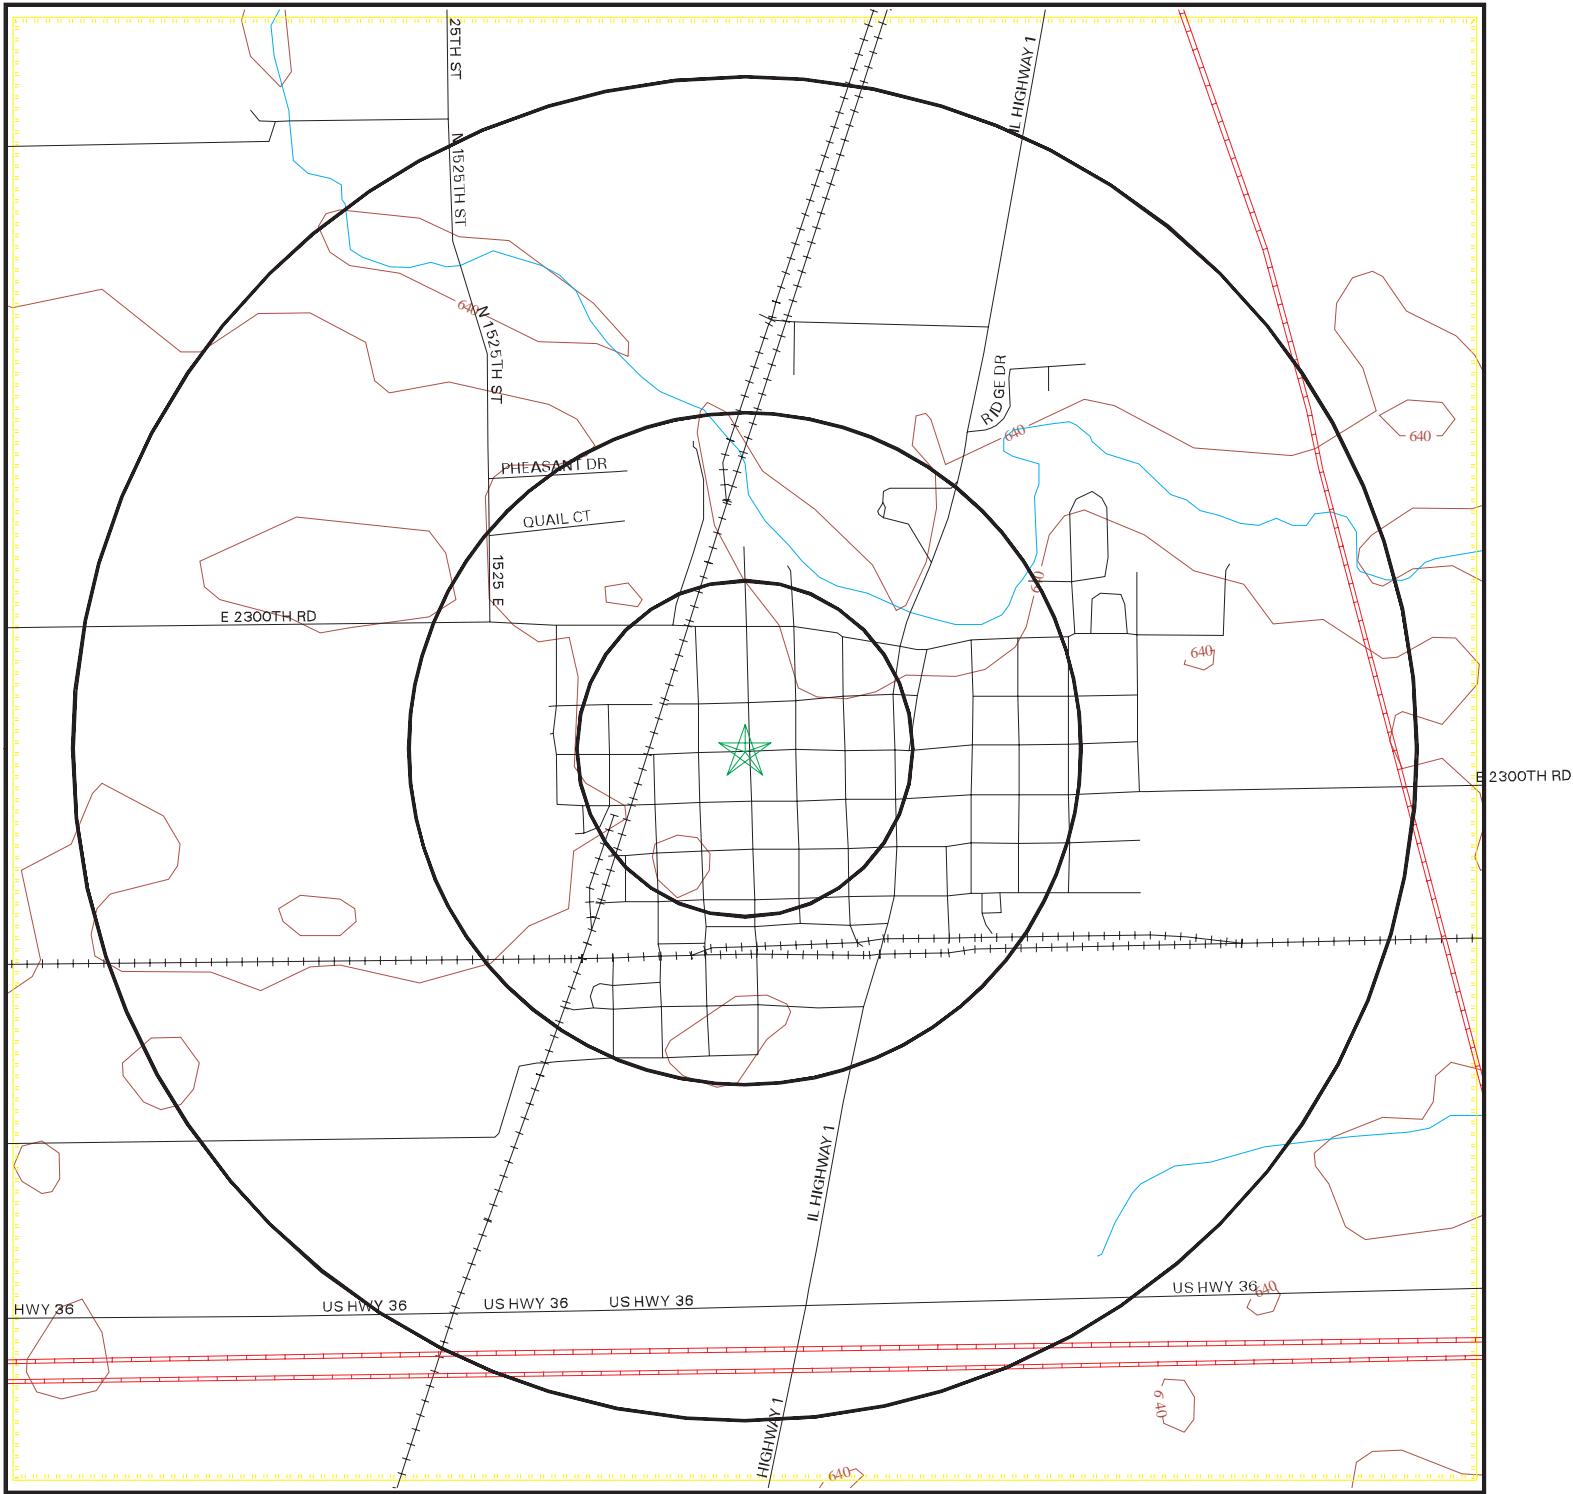 25TH ST
IL HIGHWAY 1
N 1525TH ST
640
N 1525TH ST
RIDGE DR
640
640
PHEASANT DR
QUAIL CT
1525 E
640
E 2300TH RD
640
E 2300TH RD
IL HIGHWAY 1
HWY 36
US HWY 36
US HWY 36
US HWY 36
US HWY 36
640
640
HIGHWAY 1
640